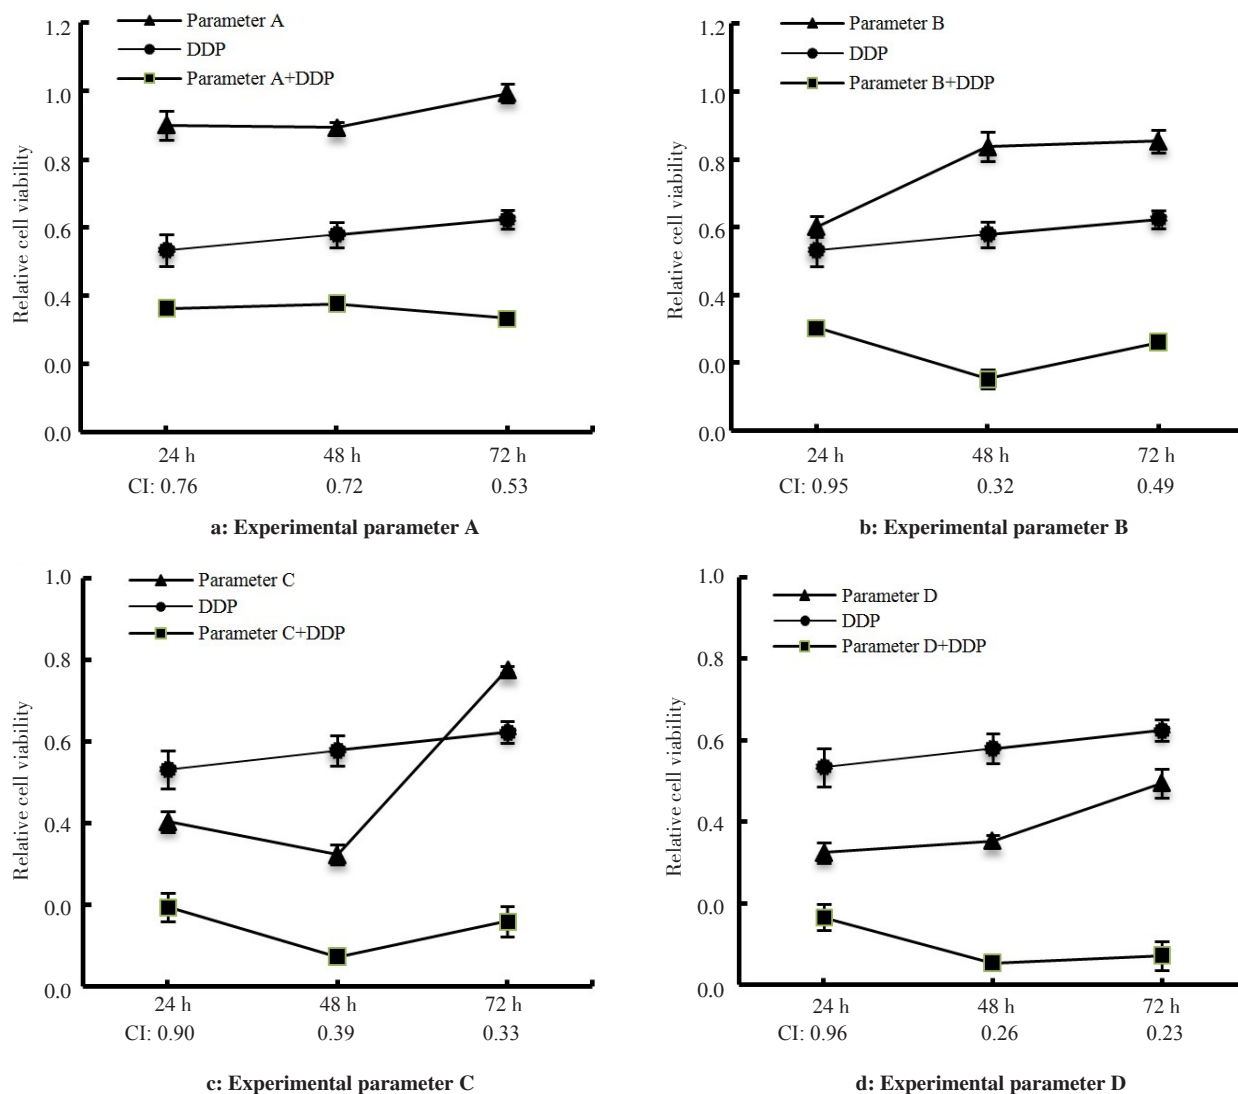 Parameter A
DDP
Parameter A+DDP
Relative cell viability
1.2
1.0
0.8
0.6
0.4
0.0
0.0
24 h 48 h 72 h
CI: 0.76 0.72 0.53
a: Experimental parameter A
Parameter B
DDP
Parameter B+DDP
Relative cell viability
1.2
1.0
0.8
0.6
0.4
0.0
0.0
24 h 48 h 72 h
CI: 0.95 0.32 0.49
b: Experimental parameter B
Parameter C
DDP
Parameter C+DDP
Relative cell viability
1.0
0.8
0.6
0.4
0.0
0.0
24 h 48 h 72 h
CI: 0.90 0.39 0.33
c: Experimental parameter C
Parameter D
DDP
Parameter D+DDP
Relative cell viability
1.0
0.8
0.6
0.4
0.0
0.0
24 h 48 h 72 h
CI: 0.96 0.26 0.23
d: Experimental parameter D